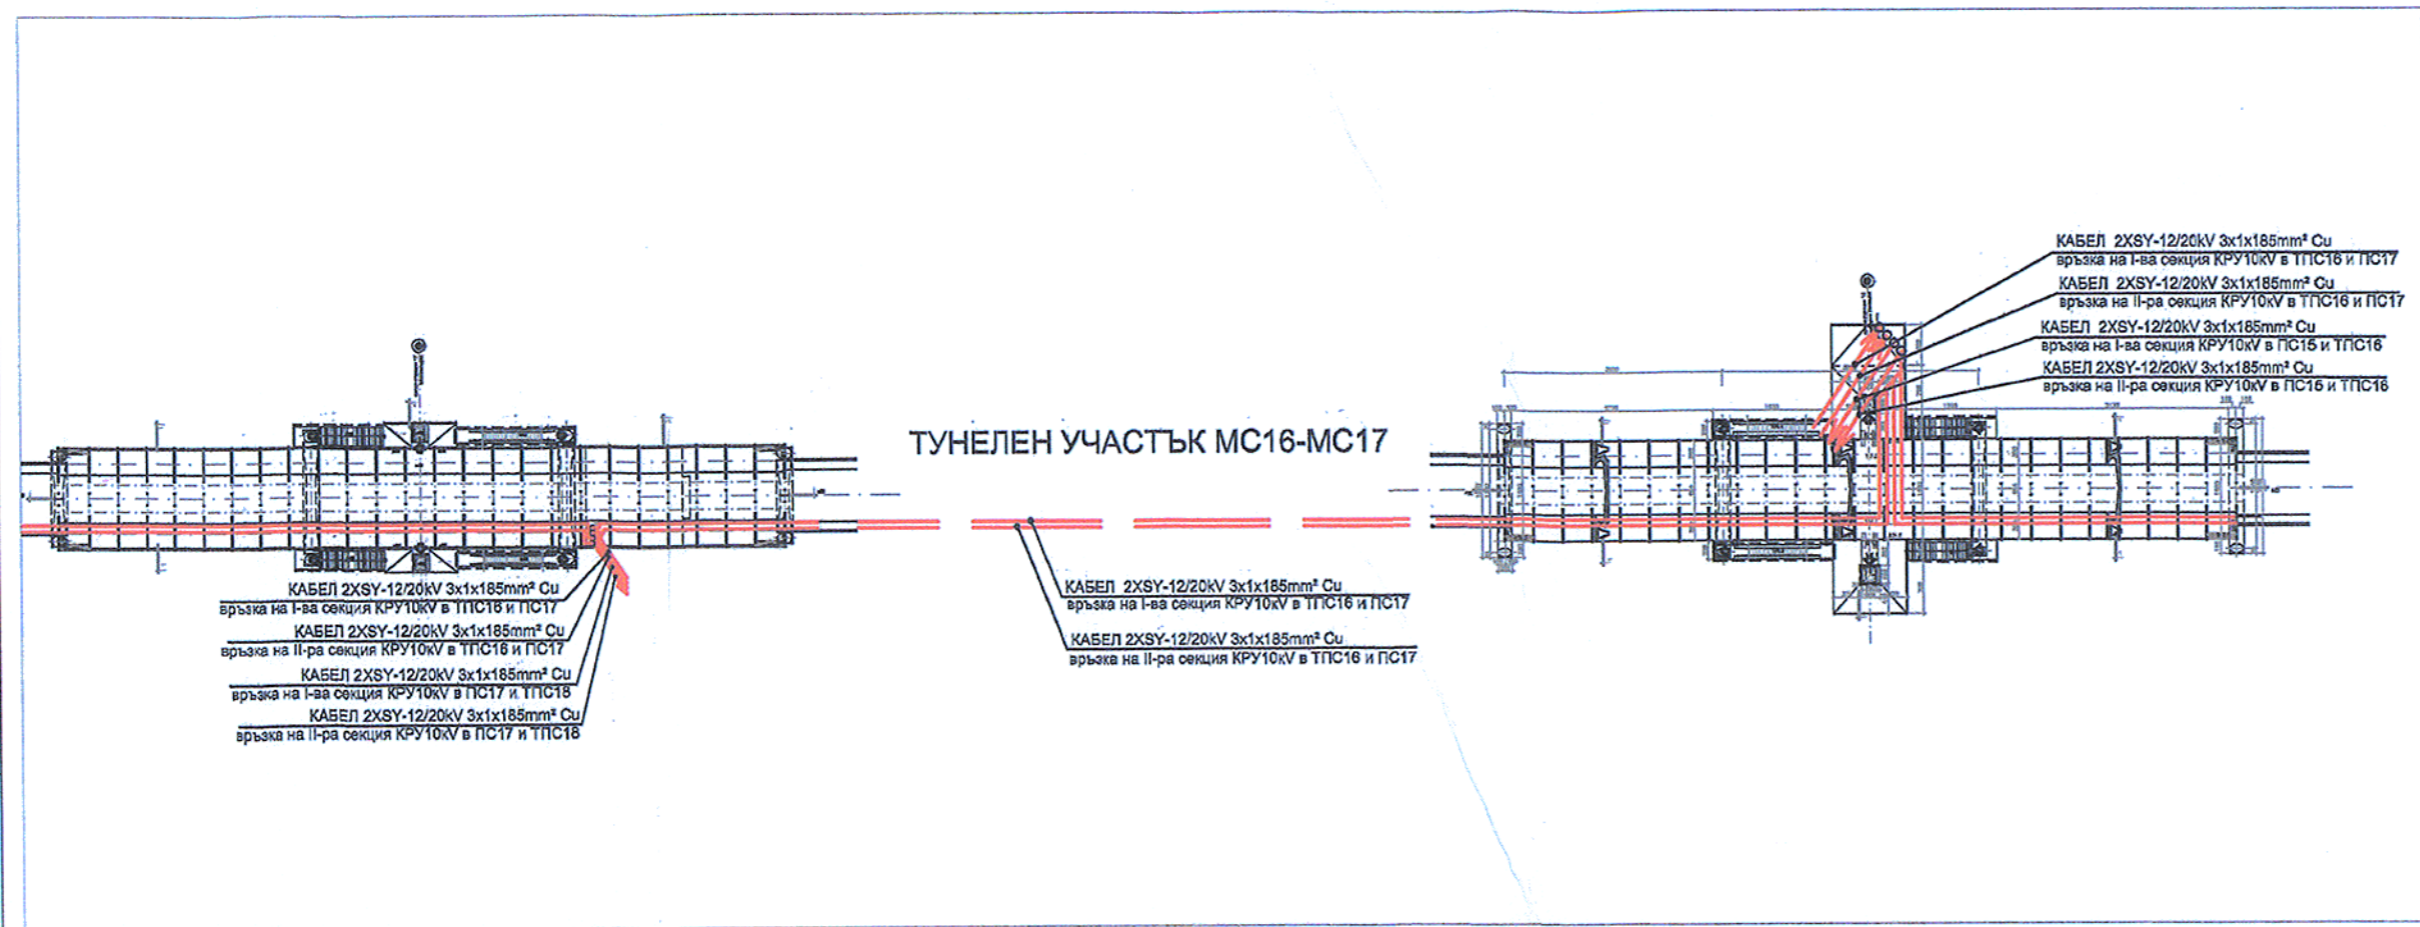 КАБЕЛ 2XSY-12/20kV 3x1x185mm² Cu
връзка на I-ва секция КРУ10kV в ТПС16 и ПС17
КАБЕЛ 2XSY-12/20kV 3x1x185mm² Cu
връзка на II-ра секция КРУ10kV в ТПС16 и ПС17
КАБЕЛ 2XSY-12/20kV 3x1x185mm² Cu
връзка на I-ва секция КРУ10kV в ПС15 и ТПС16
КАБЕЛ 2XSY-12/20kV 3x1x185mm² Cu
връзка на II-ра секция КРУ10kV в ПС15 и ТПС16
ТУНЕЛЕН УЧАСТЪК МС16-МС17
КАБЕЛ 2XSY-12/20kV 3x1x185mm² Cu
връзка на I-ва секция КРУ10kV в ТПС16 и ПС17
КАБЕЛ 2XSY-12/20kV 3x1x185mm² Cu
връзка на II-ра секция КРУ10kV в ТПС16 и ПС17
КАБЕЛ 2XSY-12/20kV 3x1x185mm² Cu
връзка на I-ва секция КРУ10kV в ПС17 и ТПС18
КАБЕЛ 2XSY-12/20kV 3x1x185mm² Cu
връзка на II-ра секция КРУ10kV в ПС17 и ТПС18
КАБЕЛ 2XSY-12/20kV 3x1x185mm² Cu
връзка на I-ва секция КРУ10kV в ТПС16 и ПС17
КАБЕЛ 2XSY-12/20kV 3x1x185mm² Cu
връзка на II-ра секция КРУ10kV в ТПС16 и ПС17